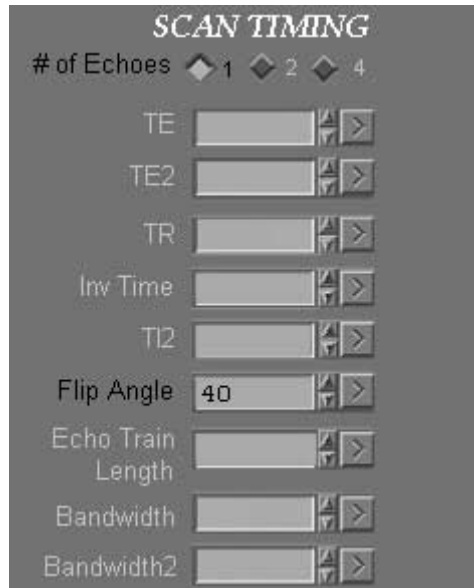 SCAN TIMING
# of Echoes 1 2 4
TE
TE2
TR
Inv Time
TI2
Flip Angle 40
Echo Train
Length
Bandwidth
Bandwidth2